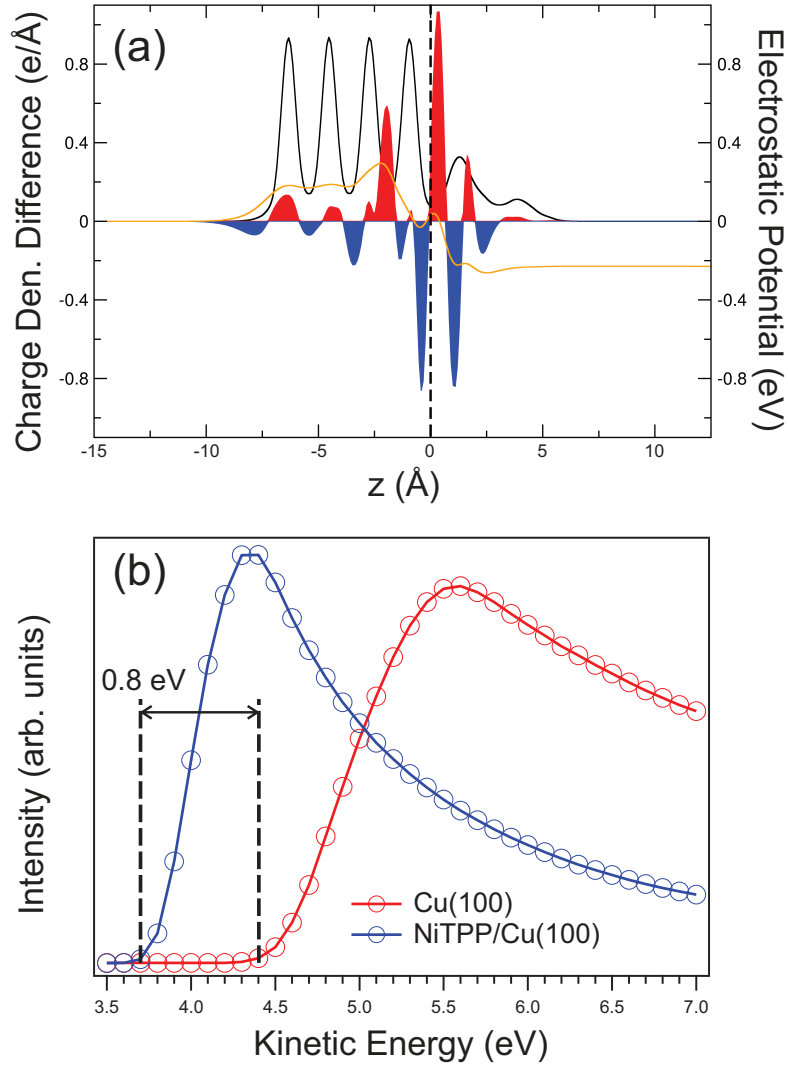 (a)
Charge Den. Difference (e/Å)
Electrostatic Potential (eV)
0.8
0.4
0
-0.4
-0.8
0.8
0.4
0
-0.4
-0.8
-15 -10 -5 0 5 10
z (Å)
(b)
0.8 eV
Intensity (arb. units)
Cu(100)
NiTPP/Cu(100)
3.5 4.0 4.5 5.0 5.5 6.0 6.5 7.0
Kinetic Energy (eV)